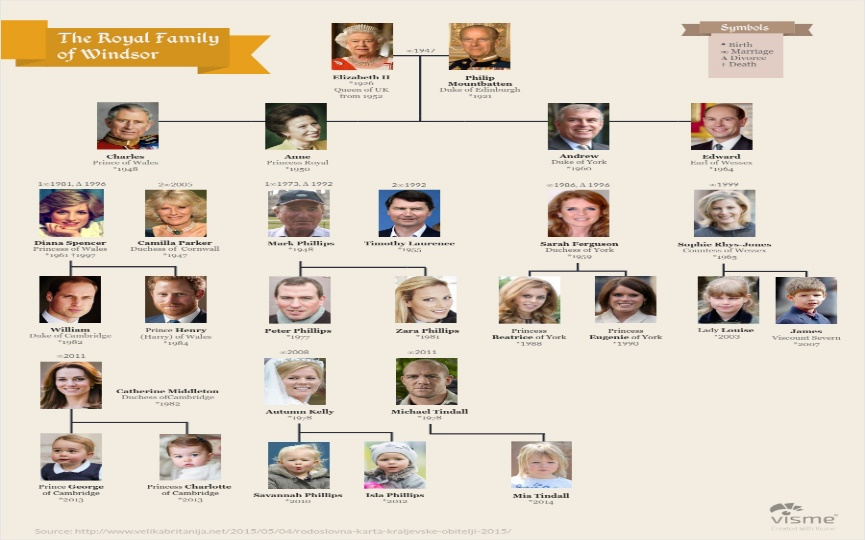 The Royal Family
of Windsor
Symbols
* Birth
∞ Marriage
Δ Divorce
† Death
∞1947
Elizabeth II
*1926
Queen of UK
from 1952
Philip
Mountbatten
Duke of Edinburgh
*1921
Charles
Prince of Wales
*1948
Anne
Princess Royal
*1950
Andrew
Duke of York
*1960
Edward
Earl of Wessex
*1964
1∞1981, Δ 1996
2∞2005
1∞1973, Δ 1992
2∞1992
∞1986, Δ 1996
∞1999
Diana Spencer
Princess of Wales
*1961 †1997
Camilla Parker
Duchess of Cornwall
*1947
Mark Phillips
*1948
Timothy Laurence
*1955
Sarah Ferguson
Duchess of York
*1959
Sophie Rhys-Jones
Countess of Wessex
*1965
William
Duke of Cambridge
*1982
Prince Henry
(Harry) of Wales
*1984
Peter Phillips
*1977
Zara Phillips
*1981
Princess
Beatrice of York
*1988
Princess
Eugenie of York
*1990
Lady Louise
*2003
James
Viscount Severn
*2007
∞2011
∞2008
∞2011
Catherine Middleton
Duchess ofCambridge
*1982
Autumn Kelly
*1978
Michael Tindall
*1978
Prince George
of Cambridge
*2013
Princess Charlotte
of Cambridge
*2013
Savannah Phillips
*2010
Isla Phillips
*2012
Mia Tindall
*2014
Source: http://www.velikabritanija.net/2015/05/04/rodoslovna-karta-kraljevske-obitelji-2015/
visme